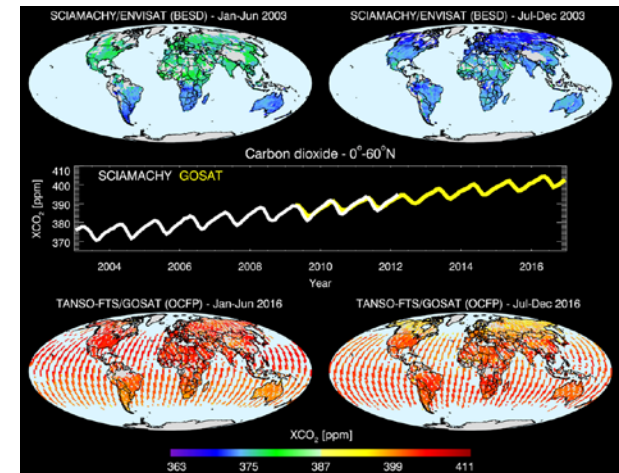 SCIAMACHY/ENVISAT (BESD) - Jan-Jun 2003
SCIAMACHY/ENVISAT (BESD) - Jul-Dec 2003
Carbon dioxide - 0°-60°N
SCIAMACHY GOSAT
XCO₂ [ppm]
410
400
390
380
370
2004 2006 2008 2010 2012 2014 2016
Year
TANSO-FTS/GOSAT (OCFP) - Jan-Jun 2016
TANSO-FTS/GOSAT (OCFP) - Jul-Dec 2016
XCO₂ [ppm]
363 375 387 399 411